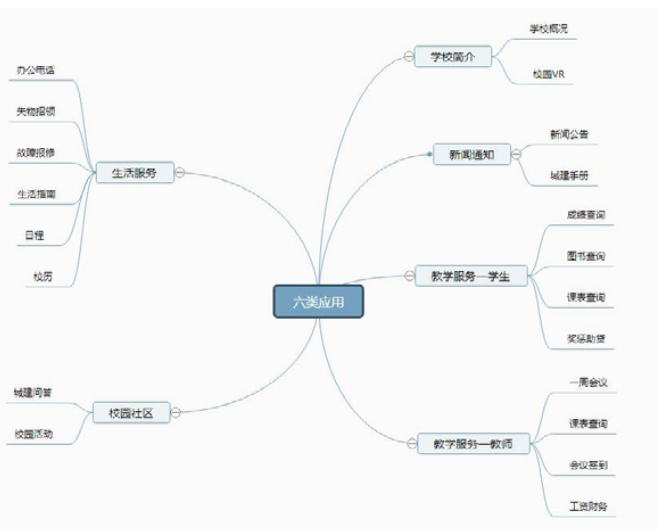 六类应用
学校简介
学校概况
校园VR
新闻通知
新闻公告
城建手册
教学服务—学生
成绩查询
图书查询
课表查询
奖惩助贷
教学服务—教师
一周会议
课表查询
会议签到
工资财务
生活服务
办公电话
失物招领
故障报修
生活指南
日程
校历
校园社区
城建问答
校园活动